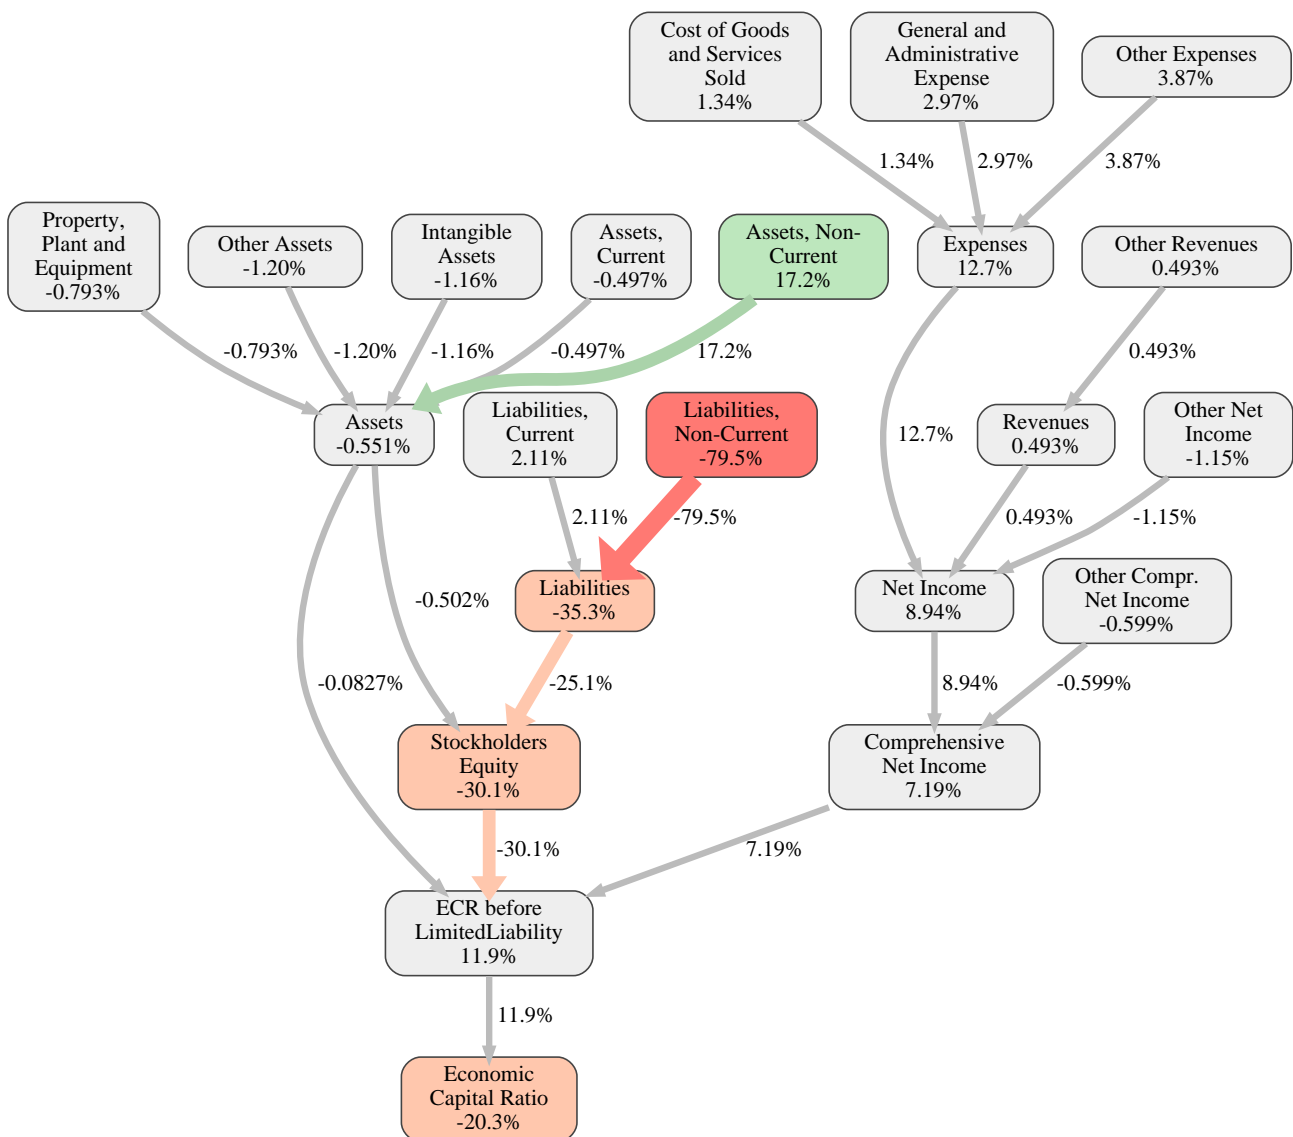 Cost of Goods
and Services
Sold
1.34%
General and
Administrative
Expense
2.97%
Other Expenses
3.87%
1.34%
2.97%
3.87%
Property,
Plant and
Equipment
-0.793%
Other Assets
-1.20%
Intangible
Assets
-1.16%
Assets,
Current
-0.497%
Assets, Non-
Current
17.2%
Expenses
12.7%
Other Revenues
0.493%
-0.793%
-1.20%
-1.16%
-0.497%
17.2%
0.493%
Assets
-0.551%
Liabilities,
Current
2.11%
Liabilities,
Non-Current
-79.5%
12.7%
Revenues
0.493%
Other Net
Income
-1.15%
2.11%
-79.5%
0.493%
-1.15%
-0.502%
Liabilities
-35.3%
Net Income
8.94%
Other Compr.
Net Income
-0.599%
-0.0827%
-25.1%
8.94%
-0.599%
Stockholders
Equity
-30.1%
Comprehensive
Net Income
7.19%
-30.1%
7.19%
ECR before
LimitedLiability
11.9%
11.9%
Economic
Capital Ratio
-20.3%